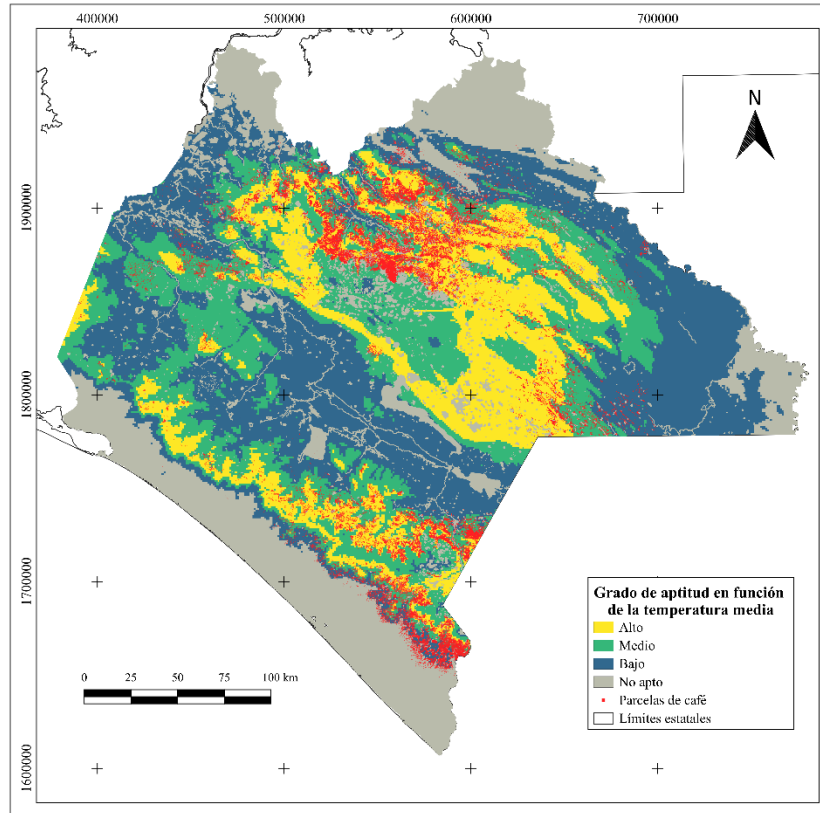 400000 500000 600000 700000
N
1900000
1800000
1700000
1600000
Grado de aptitud en función
de la temperatura media
Alto
Medio
Bajo
No apto
Parcelas de café
Límites estatales
0 25 50 75 100 km